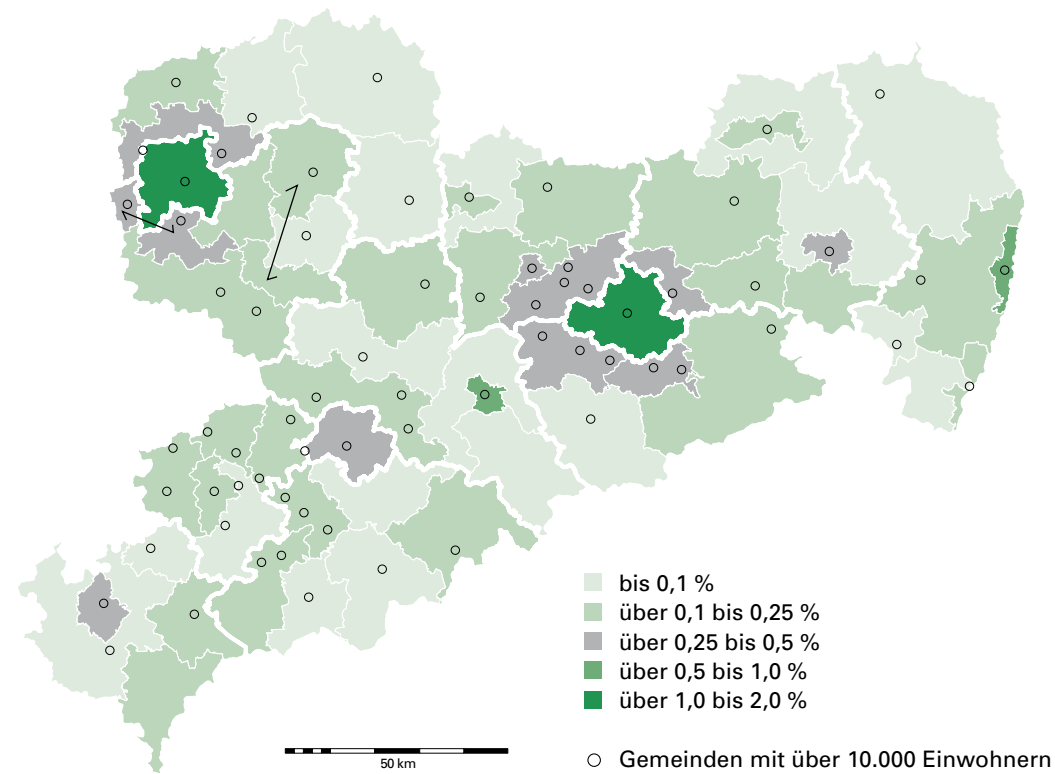 bis 0,1 %
über 0,1 bis 0,25 %
über 0,25 bis 0,5 %
über 0,5 bis 1,0 %
über 1,0 bis 2,0 %
Gemeinden mit über 10.000 Einwohnern
50 km